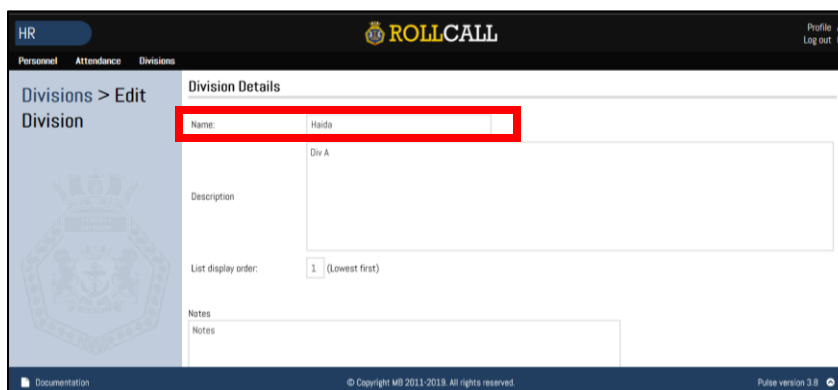 HR
ROLLCALL
Profile
Log out
Personnel Attendance Divisions
Divisions > Edit
Division
Division Details
Name: Haida
Div A
Description
List display order: 1 (Lowest first)
Notes
Notes
Documentation
© Copyright MB 2011-2019. All rights reserved.
Pulse version 3.8